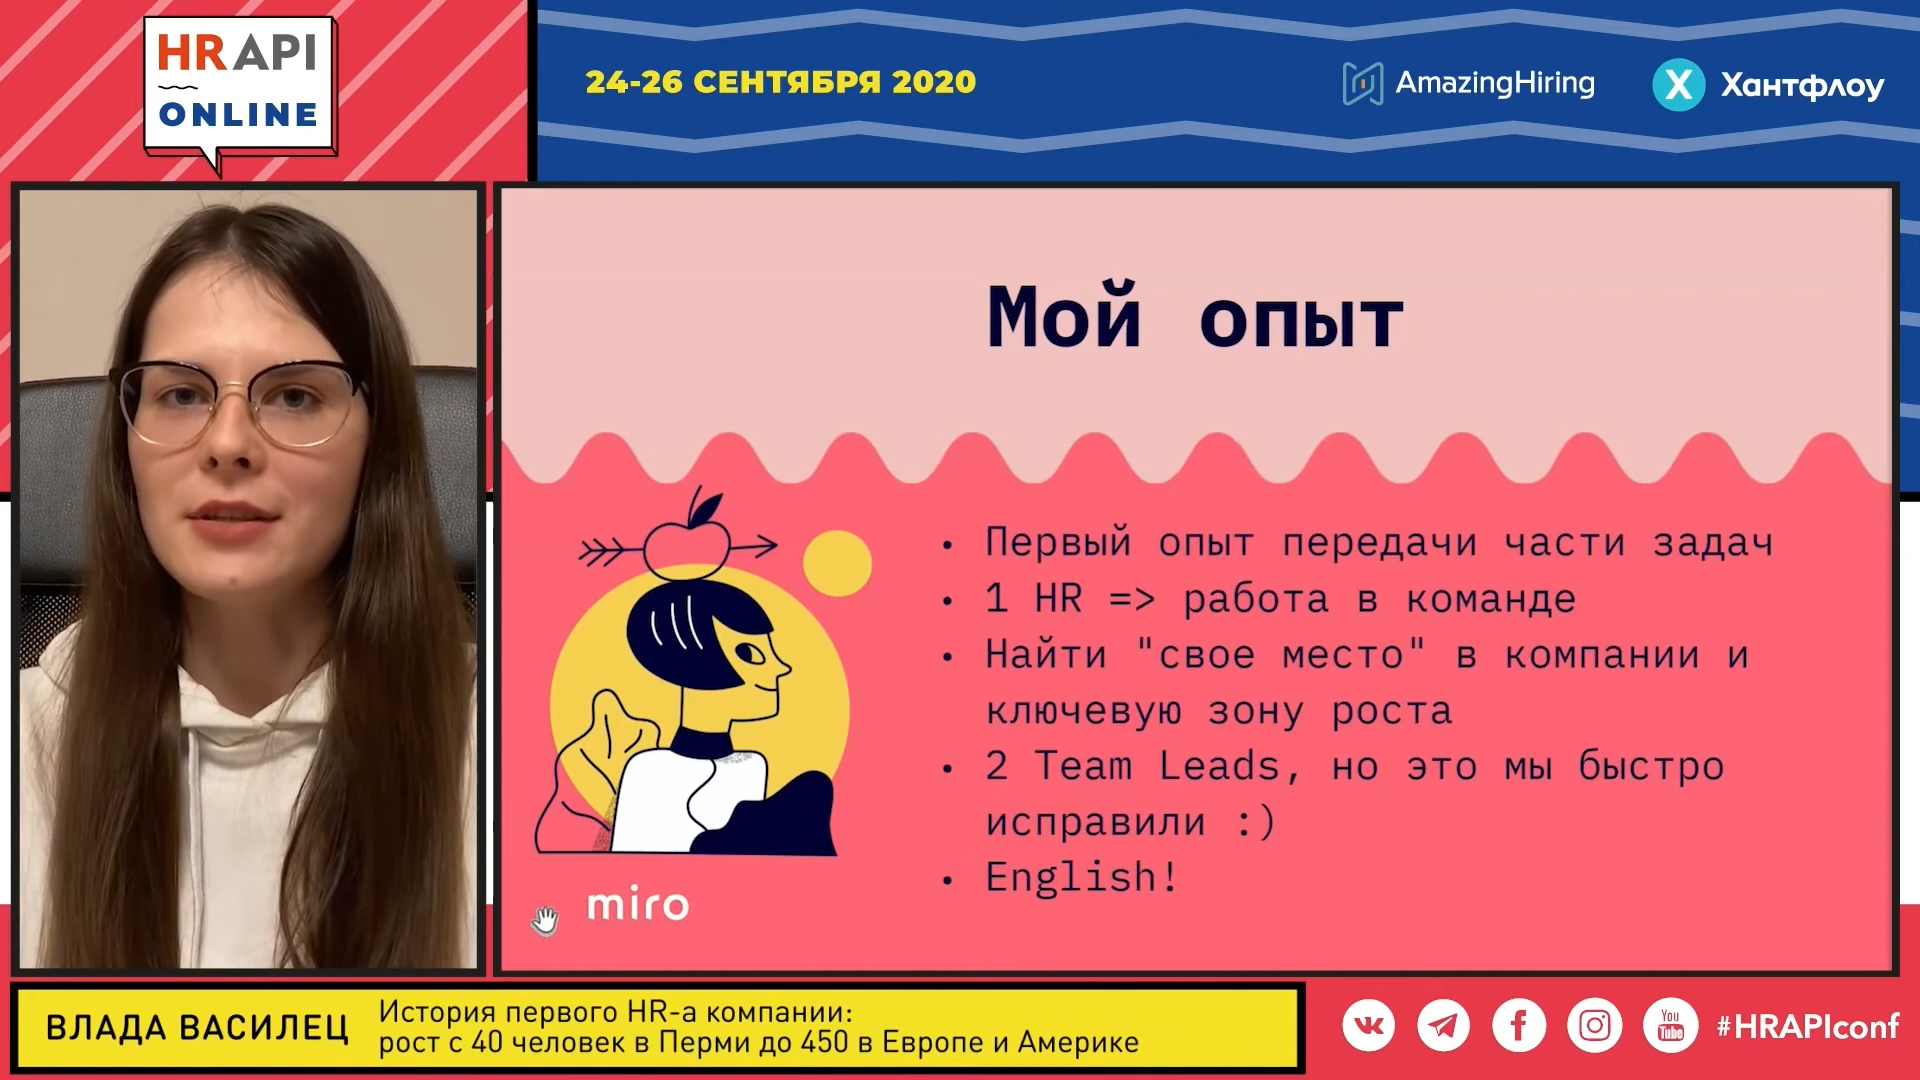 HR API
ONLINE
24-26 СЕНТЯБРЯ 2020
AmazingHiring
X Хантфлоу
Мой опыт
• Первый опыт передачи части задач
• 1 HR => работа в команде
• Найти "свое место" в компании и
ключевую зону роста
• 2 Team Leads, но это мы быстро
исправили :)
• English!
miro
ВЛАДА ВАСИЛЕЦ
История первого HR-а компании:
рост с 40 человек в Перми до 450 в Европе и Америке
You
Tube
#HRAPIconf